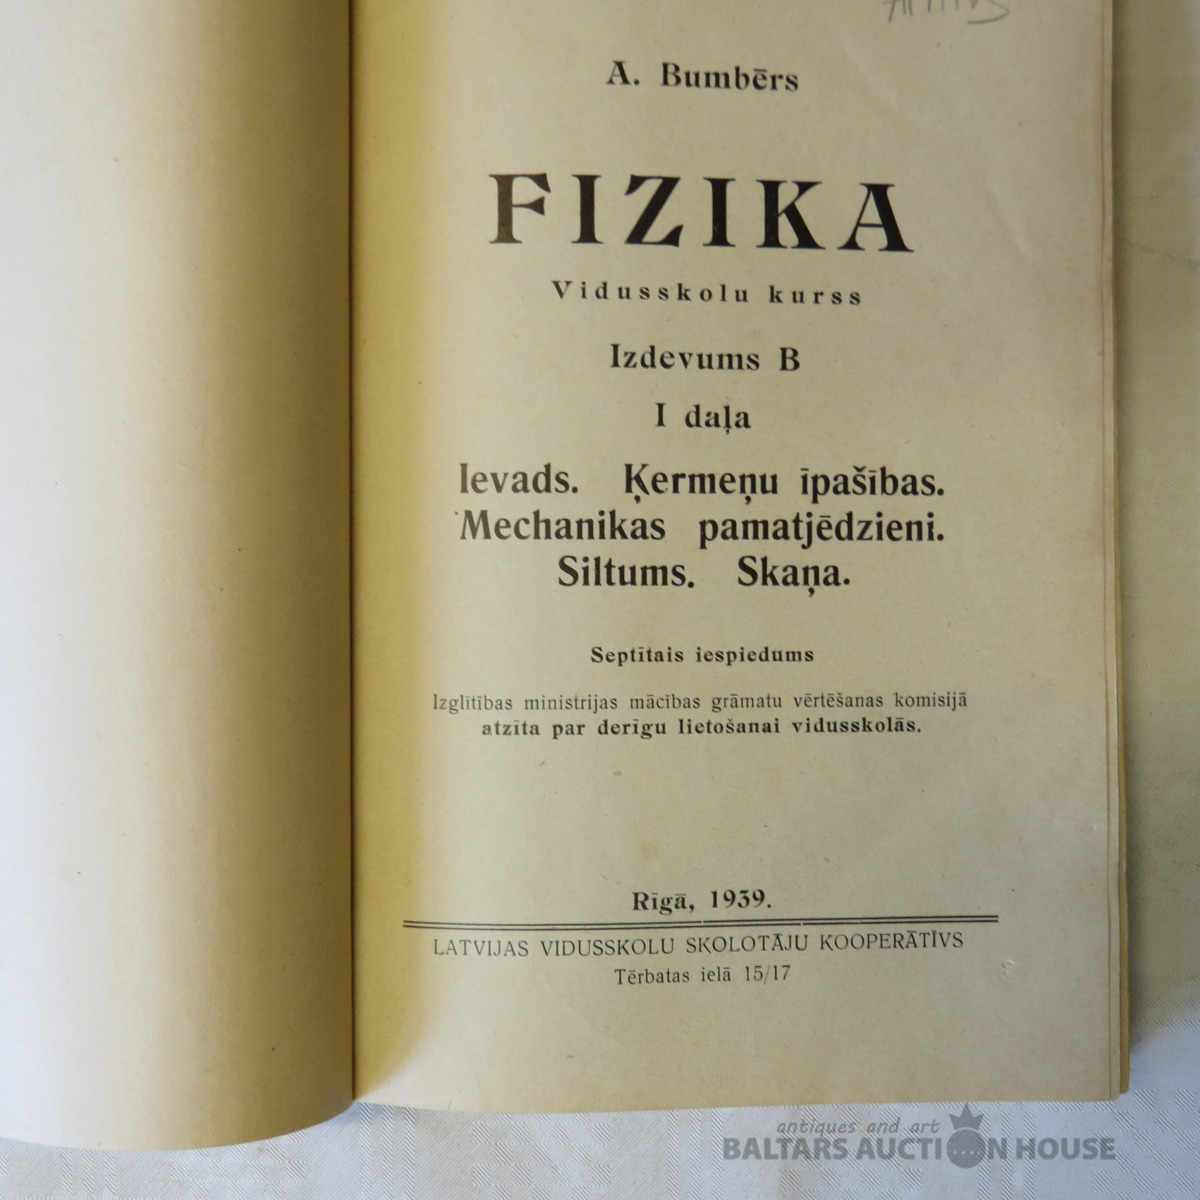 A. Bumbērs
FIZIKA
Vidusskolu kurss
Izdevums B
I daļa
Ievads. Ķermeņu īpašības.
Mechanikas pamatjēdzieni.
Siltums. Skaņa.
Septītais iespiedums
Izglītības ministrijas mācības grāmatu vērtēšanas komisijā
atzīta par derīgu lietošanai vidusskolās.
Rīgā, 1939.
LATVIJAS VIDUSSKOLU SKOLOTĀJU KOOPERĀTĪVS
Tērbatas ielā 15/17
antiques and art
BALTARS AUCTION HOUSE